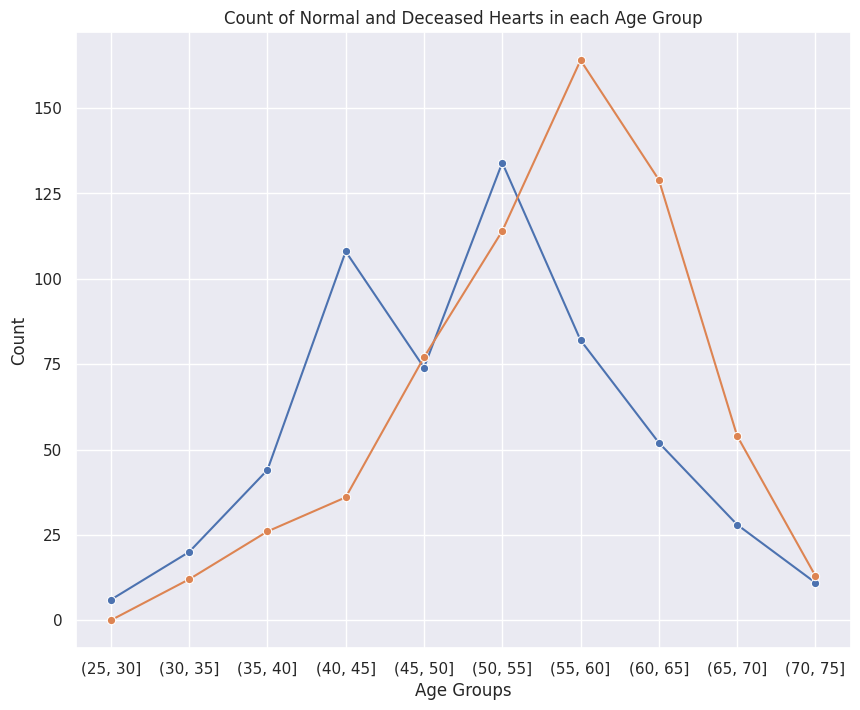 Count of Normal and Deceased Hearts in each Age Group
Count
150
125
100
75
50
25
0
(25, 30] (30, 35] (35, 40] (40, 45] (45, 50] (50, 55] (55, 60] (60, 65] (65, 70] (70, 75]
Age Groups